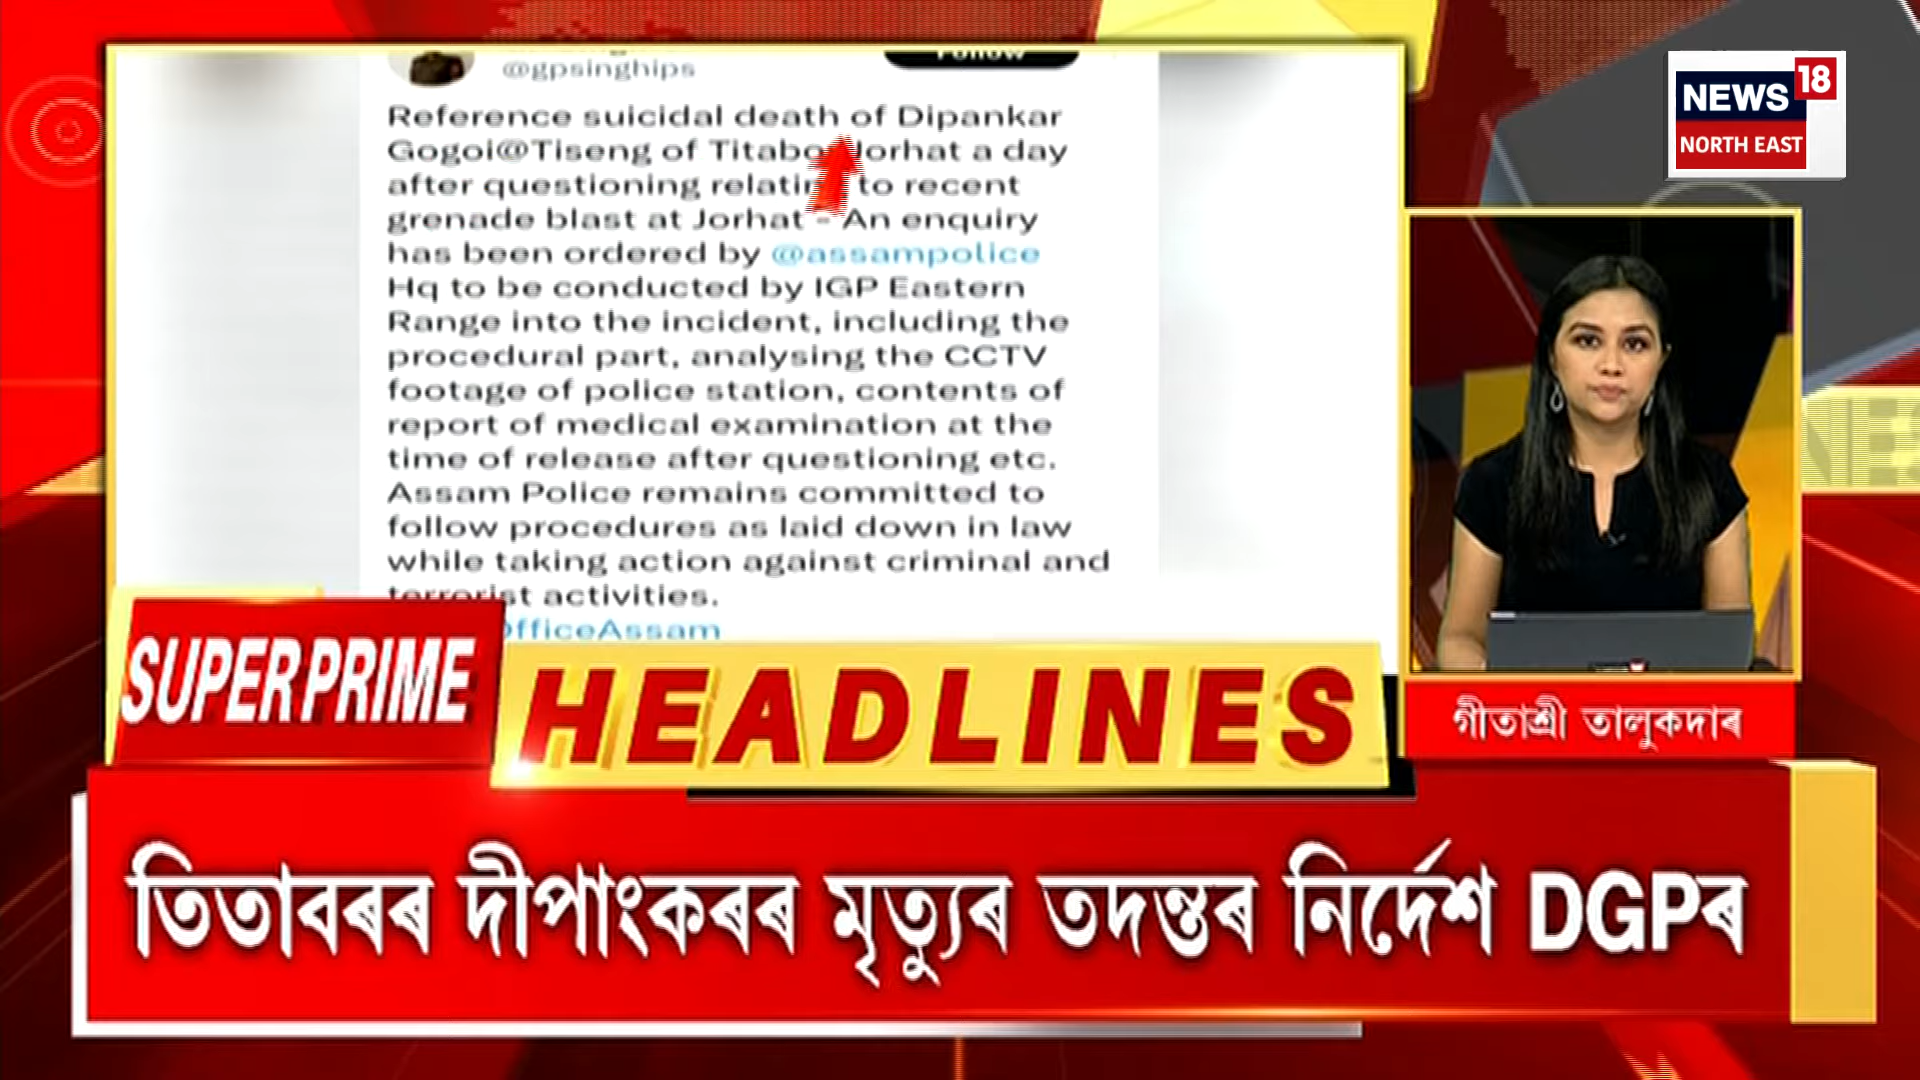 @gpsinghips
Follow
Reference suicidal death of Dipankar
Gogoi@Tiseng of Jorhat a day
after questioning to recent
grenade blast at Jorhat - An enquiry
has been ordered by @assampolice
Hq to be conducted by IGP Eastern
Range into the incident, including the
procedural part, analysing the CCTV
footage of police station, contents of
report of medical examination at the
time of release after questioning etc.
Assam Police remains committed to
follow procedures as laid down in law
while taking action against criminal and
terrorist activities.
NEWS 18
NORTH EAST
SUPER PRIME
HEADLINES
গীতাশ্ৰী তালুকদাৰ
তিতাবৰৰ দীপাংকৰৰ মৃত্যুৰ তদন্তৰ নিৰ্দেশ DGPৰ